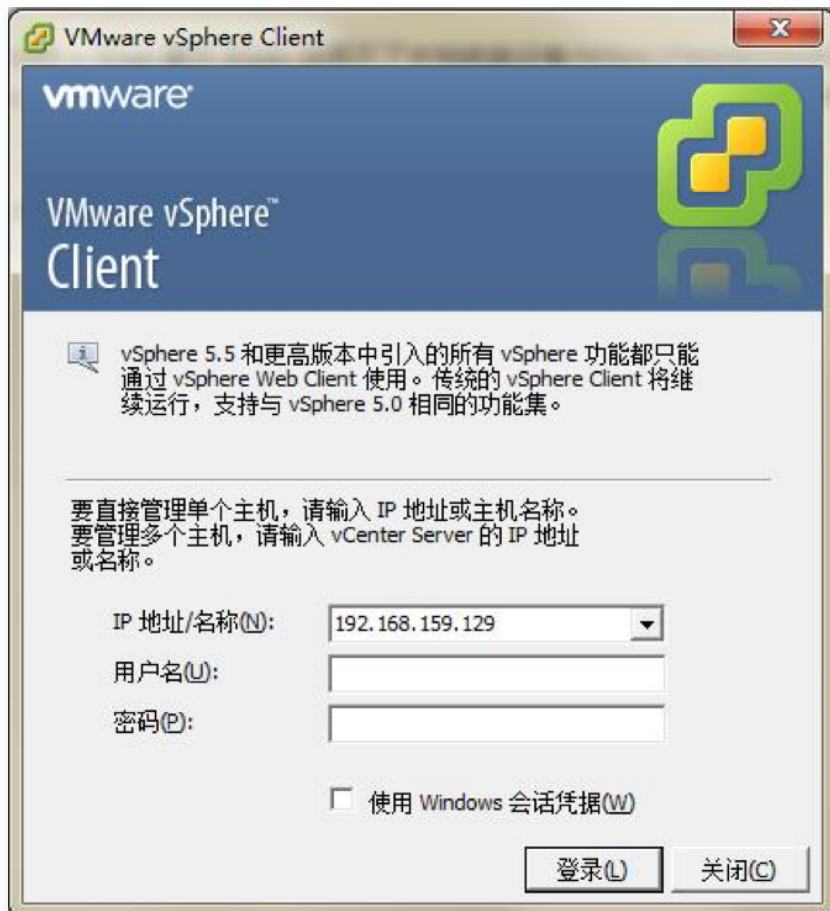 VMware vSphere Client
vmware
VMware vSphere™
Client
vSphere 5.5 和更高版本中引入的所有 vSphere 功能都只能
通过 vSphere Web Client 使用。传统的 vSphere Client 将继
续运行，支持与 vSphere 5.0 相同的功能集。
要直接管理单个主机，请输入 IP 地址或主机名称。
要管理多个主机，请输入 vCenter Server 的 IP 地址
或名称。
IP 地址/名称(N): 192.168.159.129
用户名(U):
密码(P):
使用 Windows 会话凭据(W)
登录(L) 关闭(C)